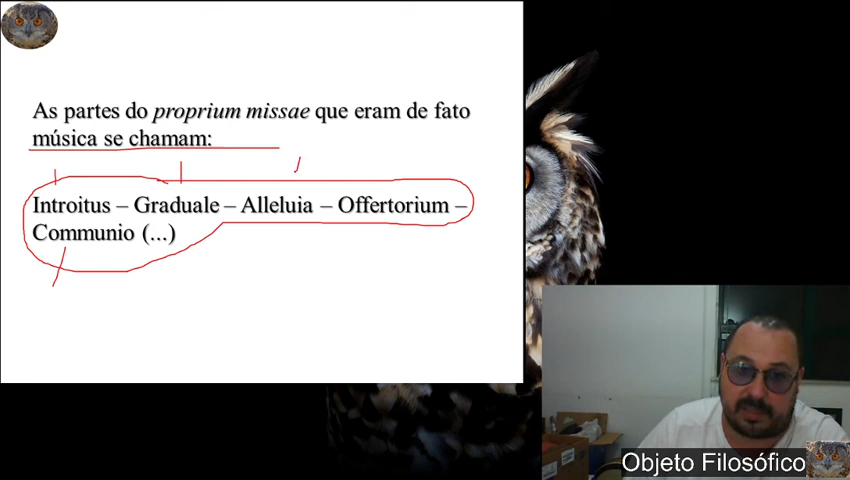 As partes do proprium missae que eram de fato
música se chamam:
Introitus – Graduale – Alleluia – Offertorium –
Communio (...)
Objeto Filosófico